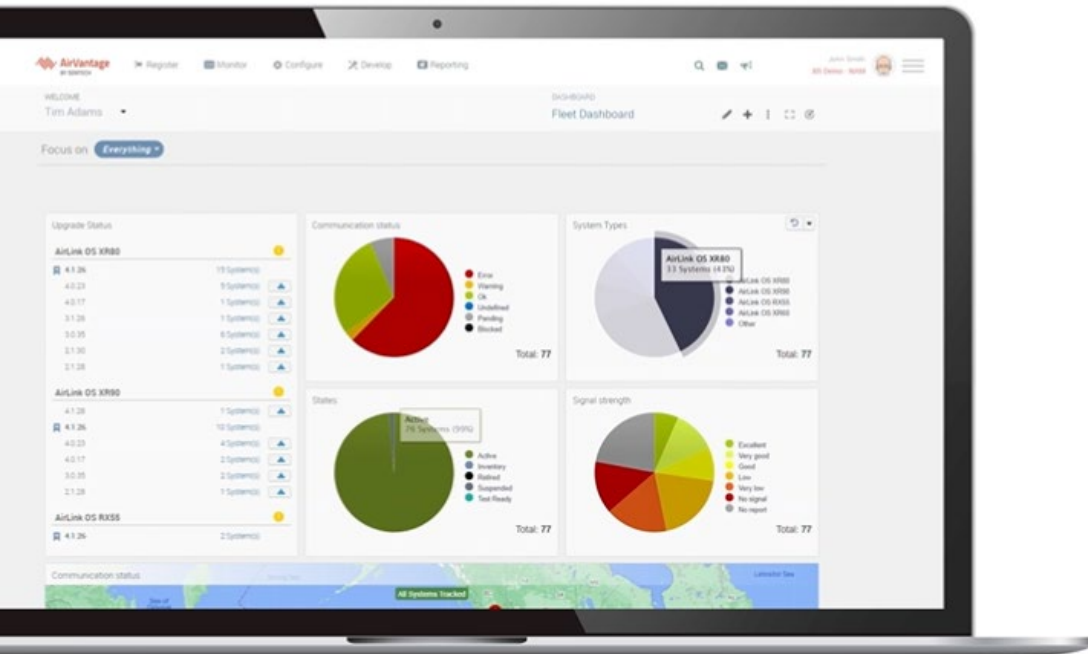 AirVantage
BY SEMTECH
Register
Monitor
Configure
Develop
Reporting
John Smith
WELCOME
Tim Adams
DASHBOARD
Fleet Dashboard
Focus on Everything
Upgrade Status
AirLink OS XR80
4.1.26 19 System(s)
4.0.23 9 System(s)
4.0.17 1 System(s)
3.1.26 1 System(s)
3.0.35 6 System(s)
2.1.30 2 System(s)
2.1.28 1 System(s)
AirLink OS XR90
4.1.28 1 System(s)
4.1.26 10 System(s)
4.0.23 4 System(s)
4.0.17 2 System(s)
3.0.35 2 System(s)
2.1.28 1 System(s)
AirLink OS RX55
4.1.26 2 System(s)
Communication status
Error
Warning
Ok
Undefined
Pending
Blocked
Total: 77
System Types
AirLink OS XR80
33 Systems (43%)
AirLink OS XR80
AirLink OS XR90
AirLink OS RX55
AirLink OS XR60
Other
Total: 77
States
Active
76 Systems (99%)
Active
Inventory
Retired
Suspended
Test Ready
Total: 77
Signal strength
Excellent
Very good
Good
Low
Very low
No signal
No report
Total: 77
Communication status
All Systems Tracked
Labrador Sea